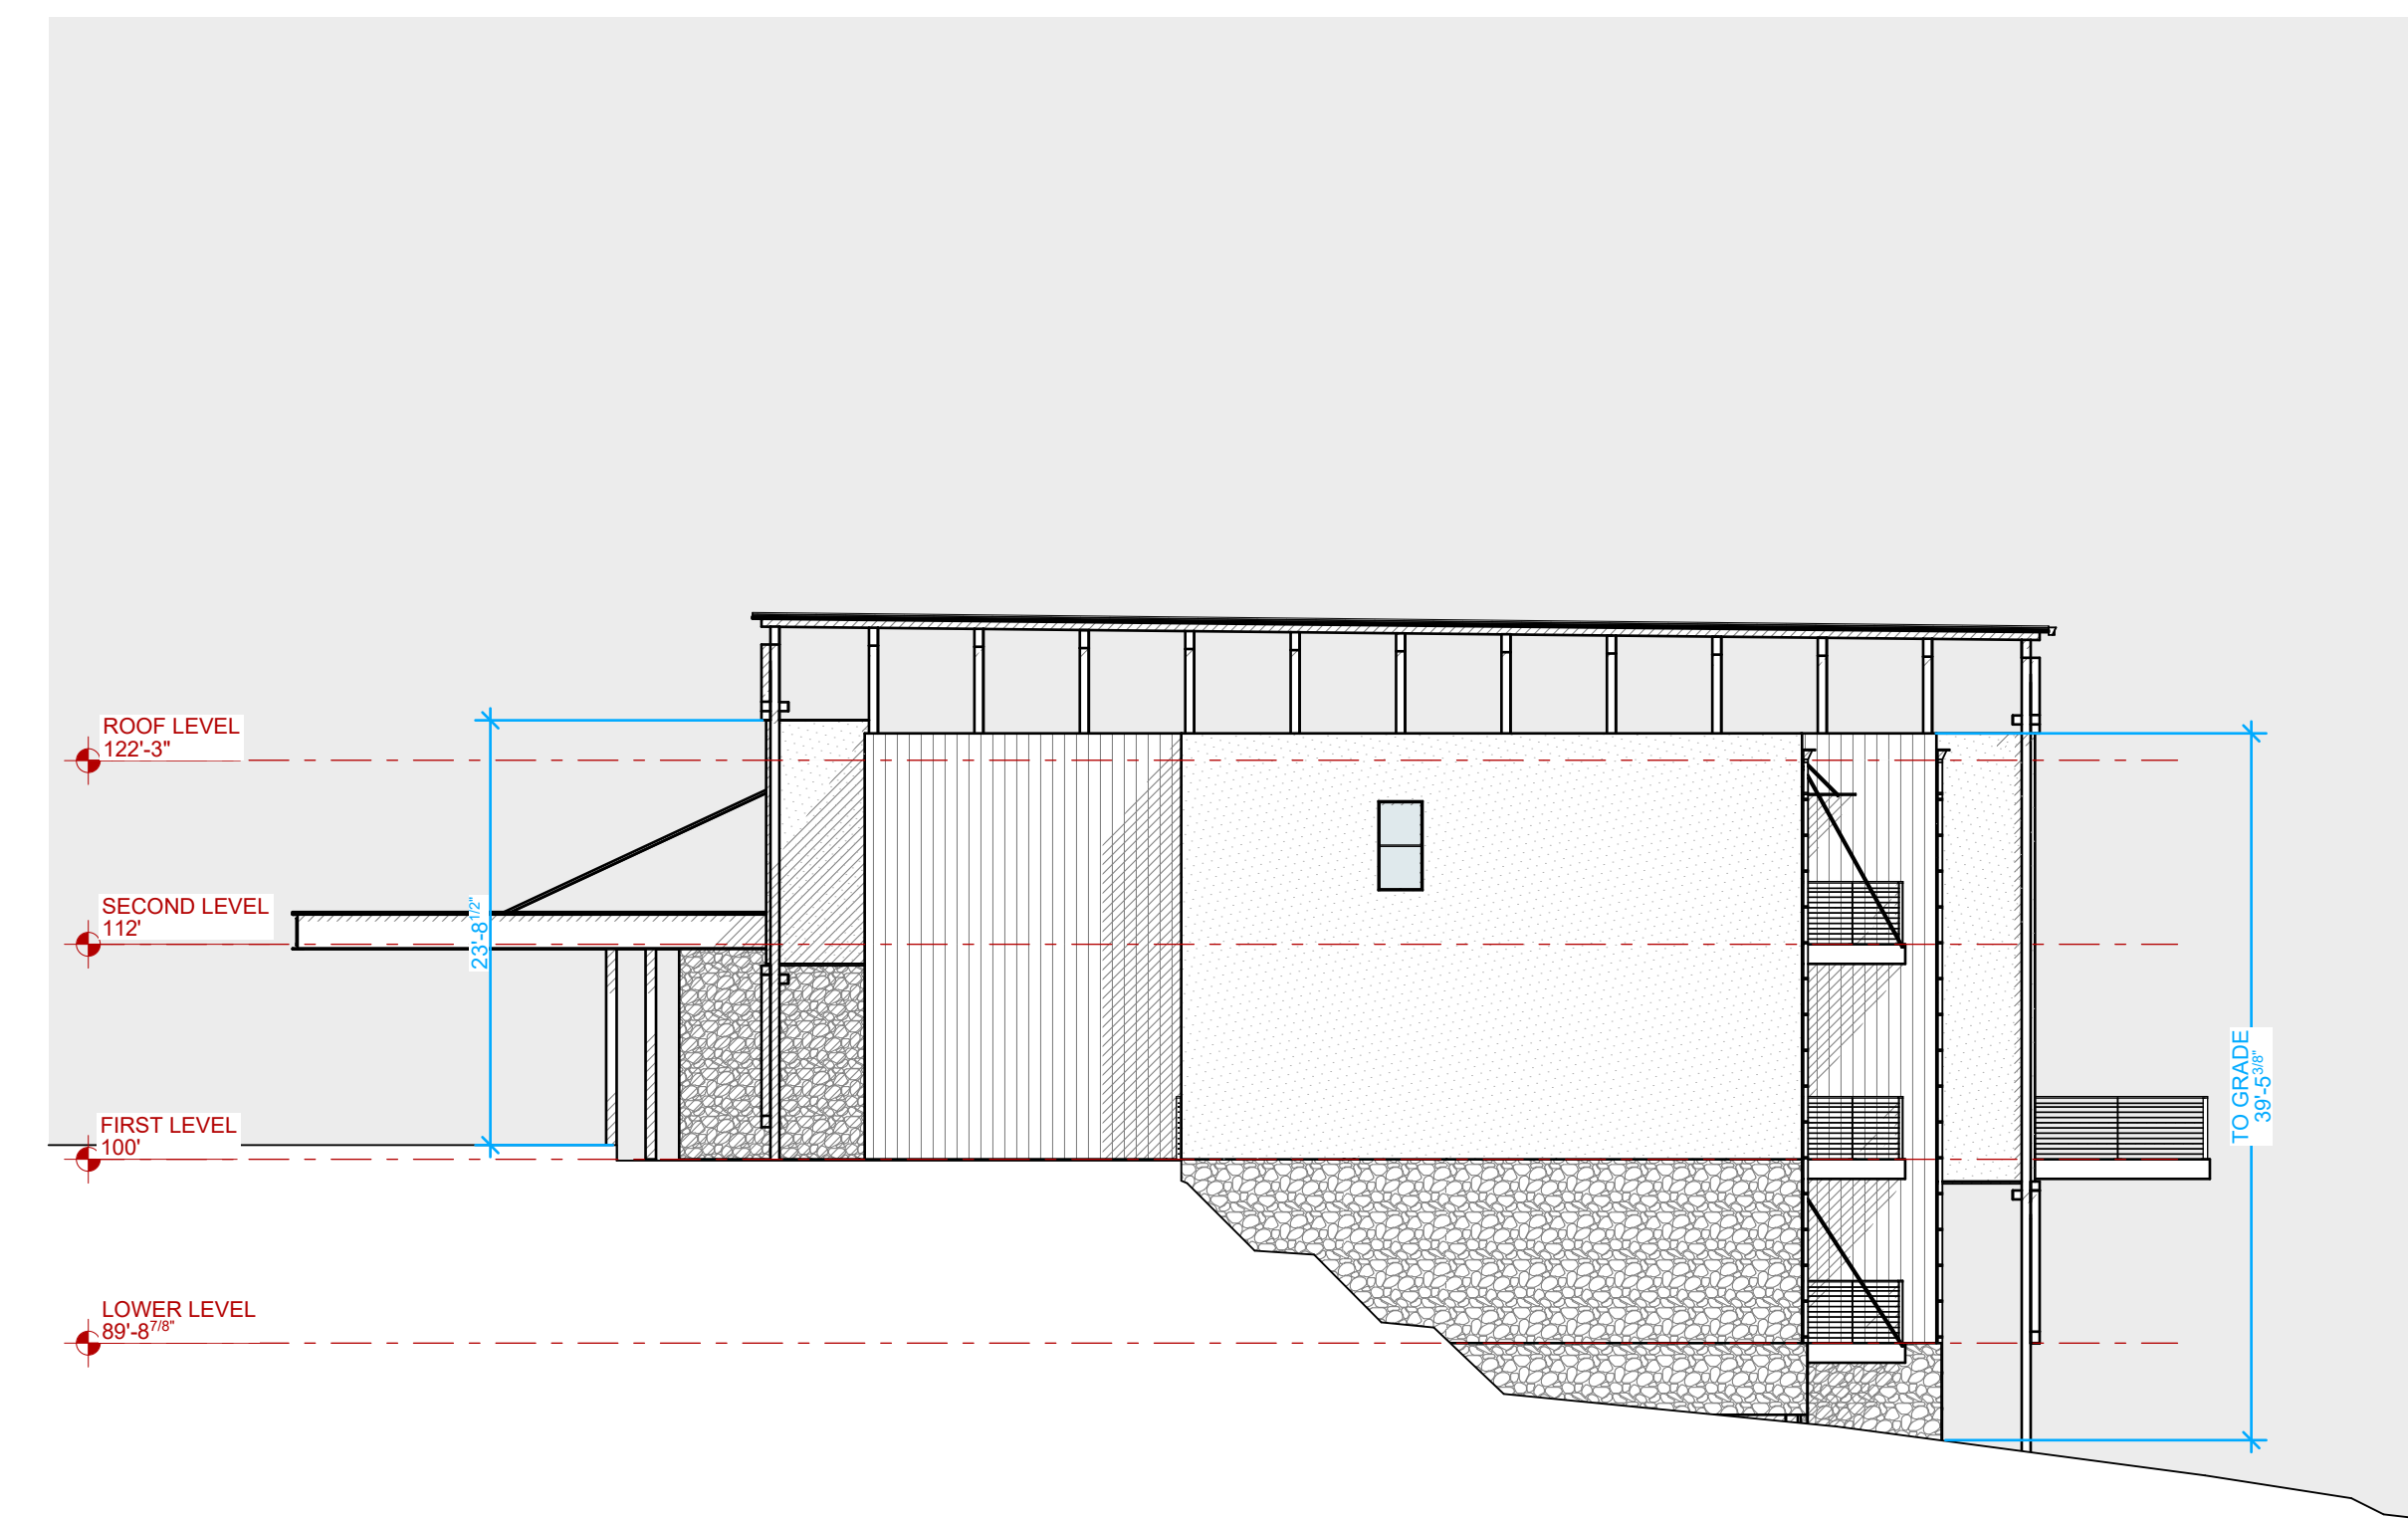 ROOF LEVEL
122'-3"
SECOND LEVEL
112'
23'-8 1/2"
FIRST LEVEL
100'
TO GRADE
39'-5 3/8"
LOWER LEVEL
89'-8 7/8"